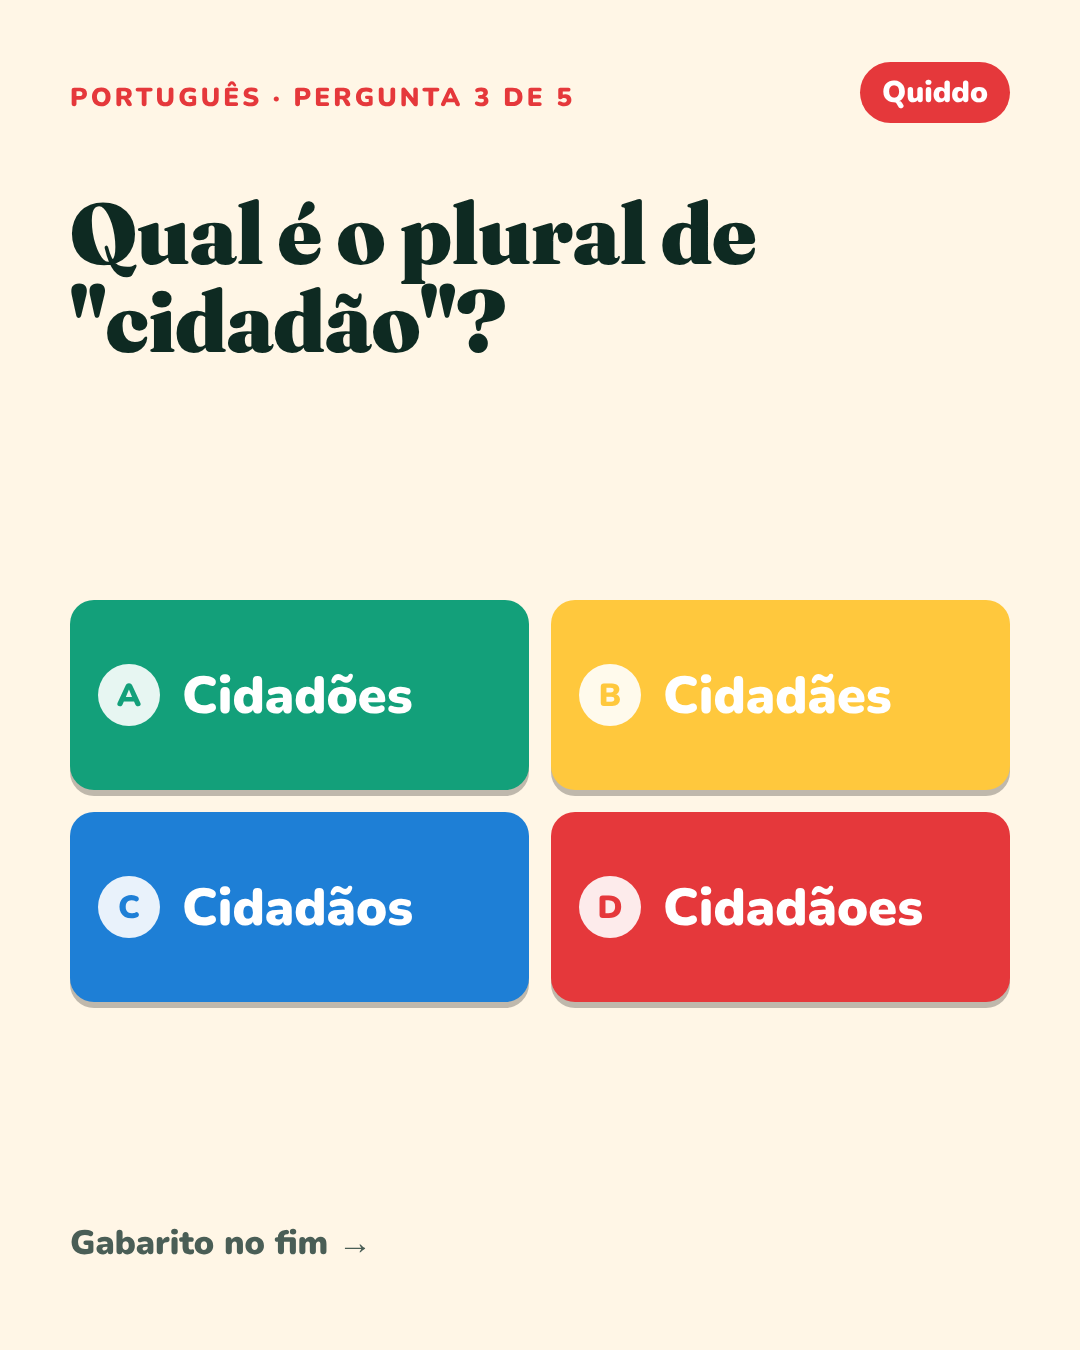 PORTUGUÊS · PERGUNTA 3 DE 5
Quiddo
Qual é o plural de
"cidadão"?
A Cidadões
B Cidadães
C Cidadãos
D Cidadãoes
Gabarito no fim →